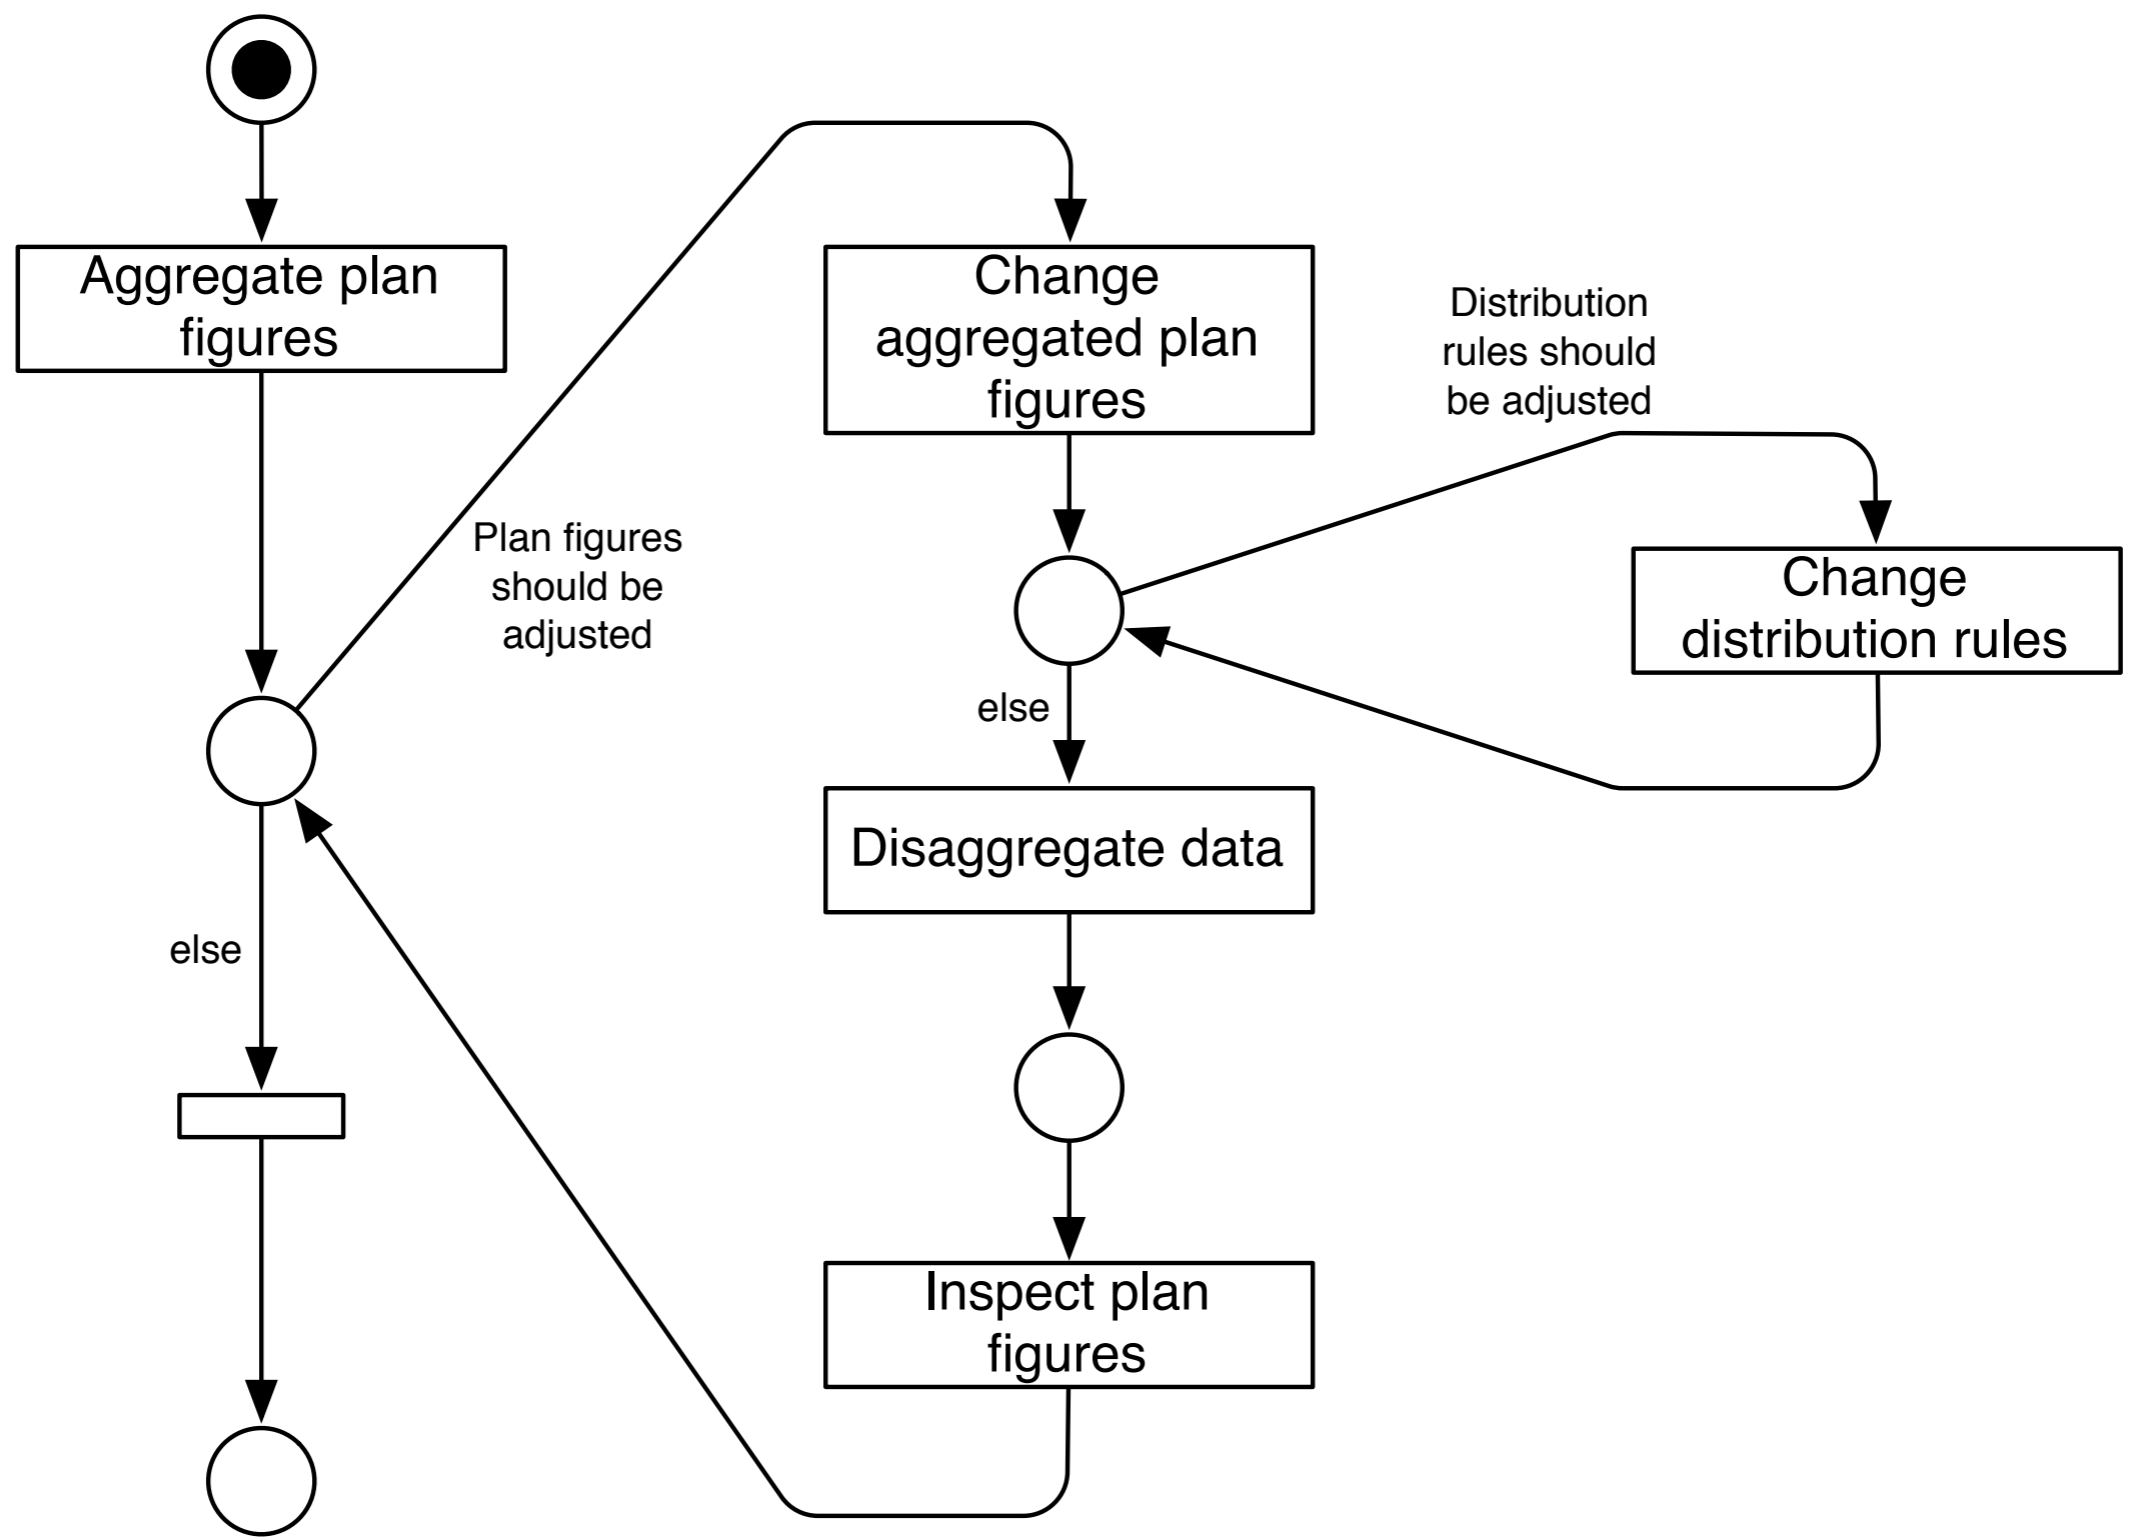 Aggregate plan
figures
Plan figures
should be
adjusted
else
Change
aggregated plan
figures
Distribution
rules should
be adjusted
Change
distribution rules
else
Disaggregate data
Inspect plan
figures